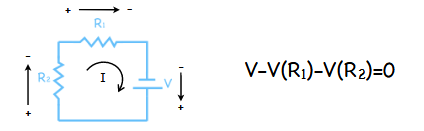 + -
R₁
- -
R₂ I V
+ +
V-V(R₁)-V(R₂)=0